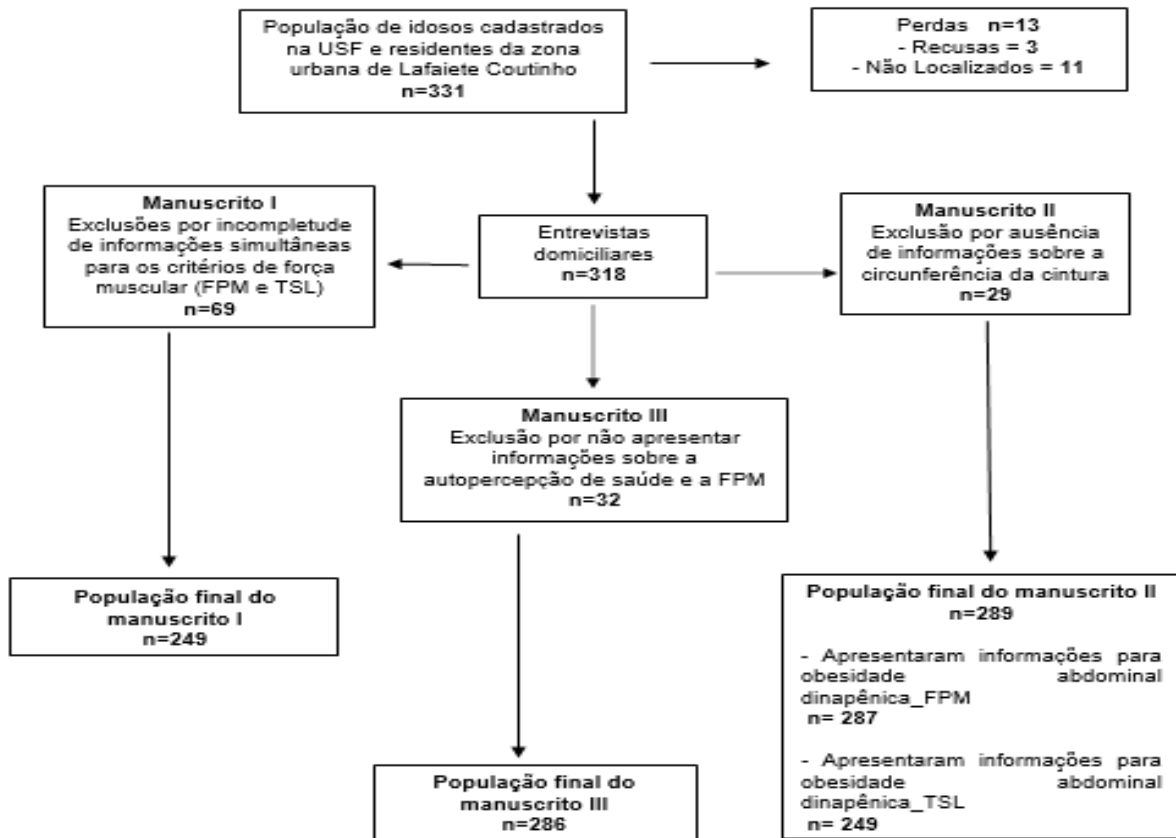 População de idosos cadastrados
na USF e residentes da zona
urbana de Lafaiete Coutinho
n=331
Perdas n=13
- Recusas = 3
- Não Localizados = 11
Manuscrito I
Exclusões por incompletude
de informações simultâneas
para os critérios de força
muscular (FPM e TSL)
n=69
Entrevistas
domiciliares
n=318
Manuscrito II
Exclusão por ausência
de informações sobre a
circunferência da cintura
n=29
Manuscrito III
Exclusão por não apresentar
informações sobre a
autopercepção de saúde e a FPM
n=32
População final do
manuscrito I
n=249
População final do manuscrito II
n=289
- Apresentaram informações para
obesidade abdominal
dinapênica_FPM
n= 287
- Apresentaram informações para
obesidade abdominal
dinapênica_TSL
n= 249
População final do
manuscrito III
n=286